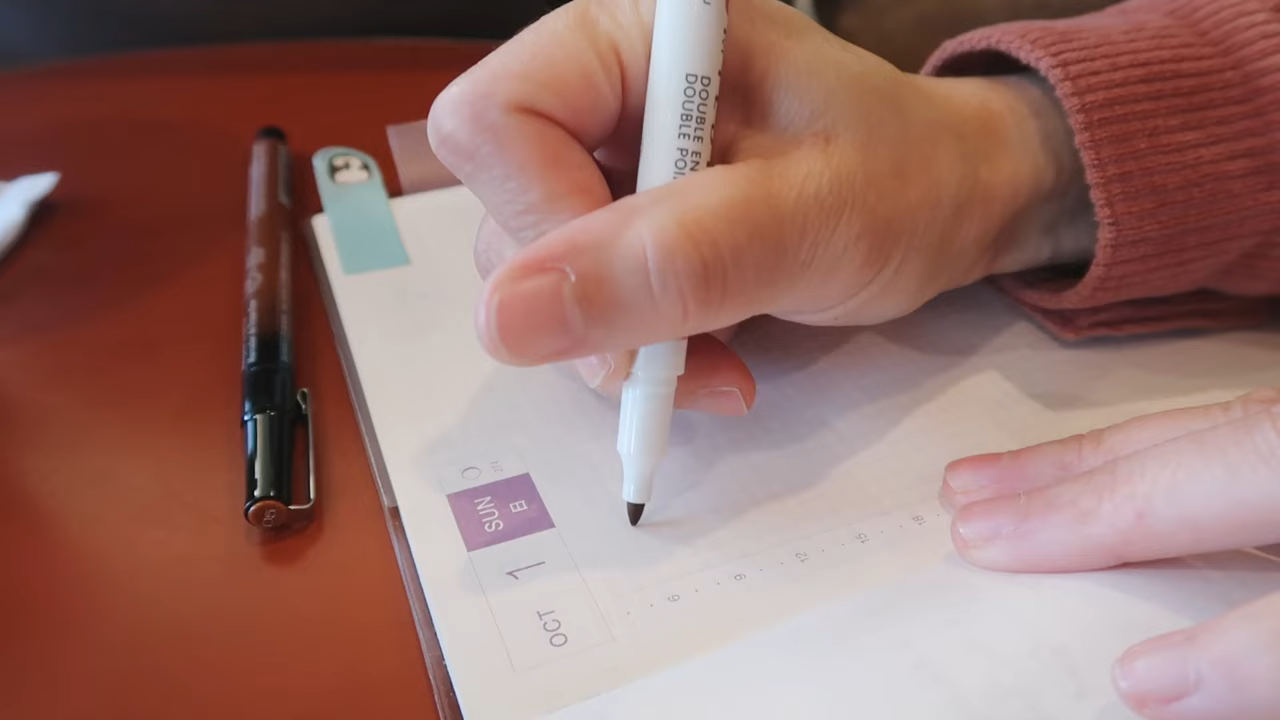 DOUBLE EN
DOUBLE POI
OCT 1 SUN
日
6 9 12 15 18